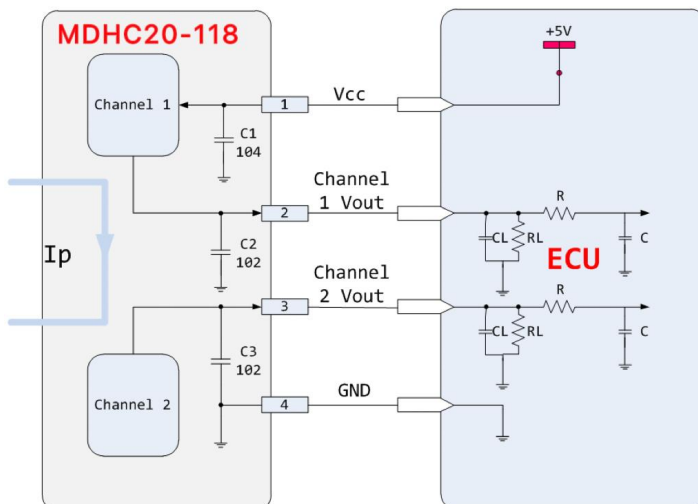 MDHC20-118
+5V
Channel 1
1
Vcc
C1
104
Channel
1 Vout
2
R
CL
RL
C
Ip
C2
102
ECU
Channel
2 Vout
3
R
CL
RL
C
C3
102
Channel 2
4
GND